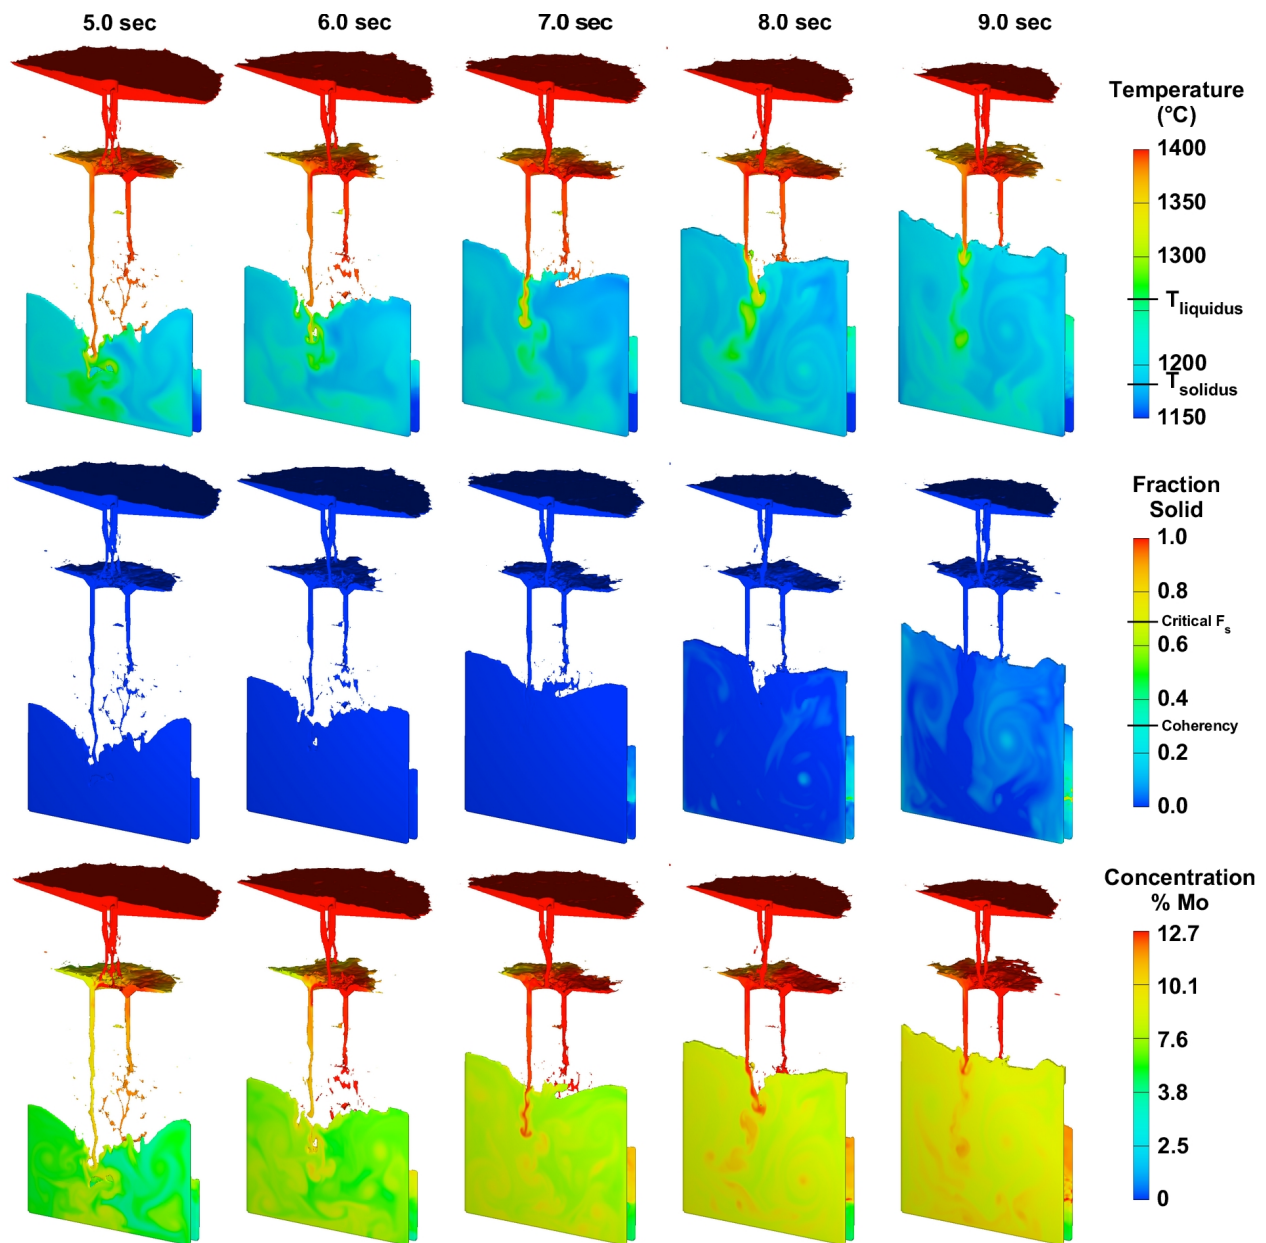 5.0 sec 6.0 sec 7.0 sec 8.0 sec 9.0 sec
Temperature
(°C)
1400
1350
1300
Tliquidus
1200
Tsolidus
1150
Fraction
Solid
1.0
0.8
Critical Fs
0.6
0.4
Coherency
0.2
0.0
Concentration
% Mo
12.7
10.1
7.6
3.8
2.5
0